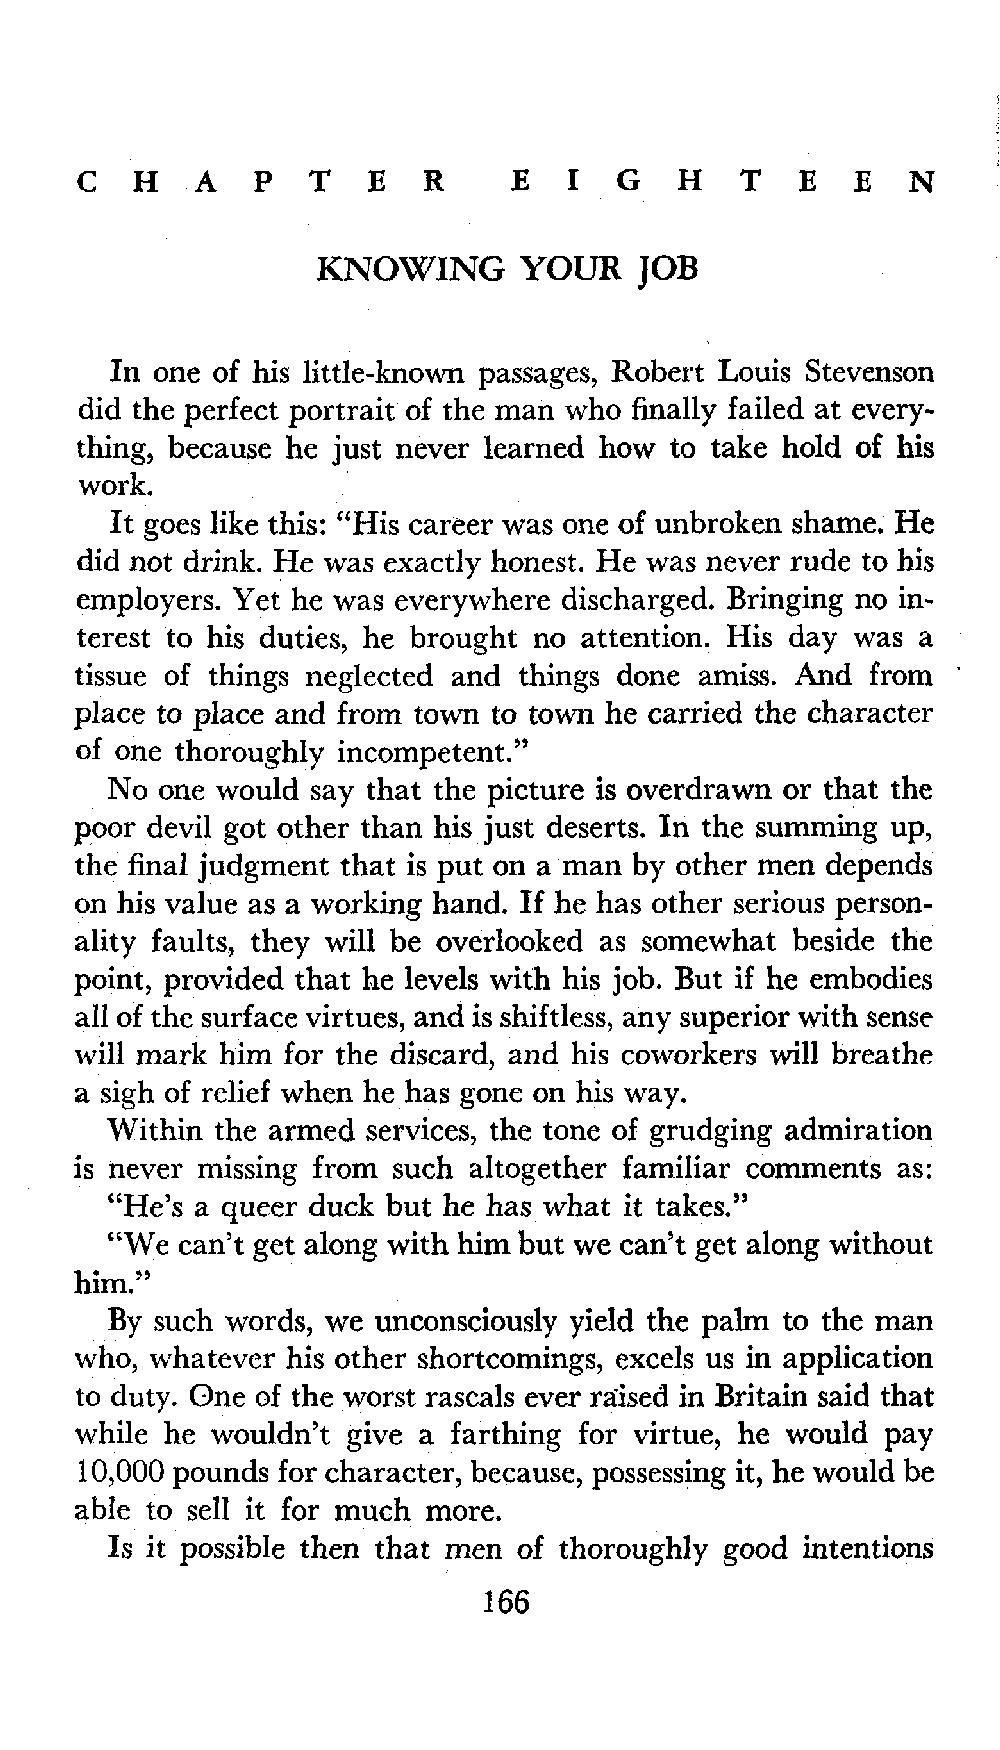 CHAPTER EIGHTEEN
KNOWING YOUR JOB
In one of his little-known passages, Robert Louis Stevenson
did the perfect portrait of the man who finally failed at every-
thing, because he just never learned how to take hold of his
work.
It goes like this: “His career was one of unbroken shame. He
did not drink. He was exactly honest. He was never rude to his
employers. Yet he was everywhere discharged. Bringing no in-
terest to his duties, he brought no attention. His day was a
tissue of things neglected and things done amiss. And from
place to place and from town to town he carried the character
of one thoroughly incompetent.”
No one would say that the picture is overdrawn or that the
poor devil got other than his just deserts. In the summing up,
the final judgment that is put on a man by other men depends
on his value as a working hand. If he has other serious person-
ality faults, they will be overlooked as somewhat beside the
point, provided that he levels with his job. But if he embodies
all of the surface virtues, and is shiftless, any superior with sense
will mark him for the discard, and his coworkers will breathe
a sigh of relief when he has gone on his way.
Within the armed services, the tone of grudging admiration
is never missing from such altogether familiar comments as:
“He’s a queer duck but he has what it takes.”
“We can’t get along with him but we can’t get along without
him.”
By such words, we unconsciously yield the palm to the man
who, whatever his other shortcomings, excels us in application
to duty. One of the worst rascals ever raised in Britain said that
while he wouldn’t give a farthing for virtue, he would pay
10,000 pounds for character, because, possessing it, he would be
able to sell it for much more.
Is it possible then that men of thoroughly good intentions
166